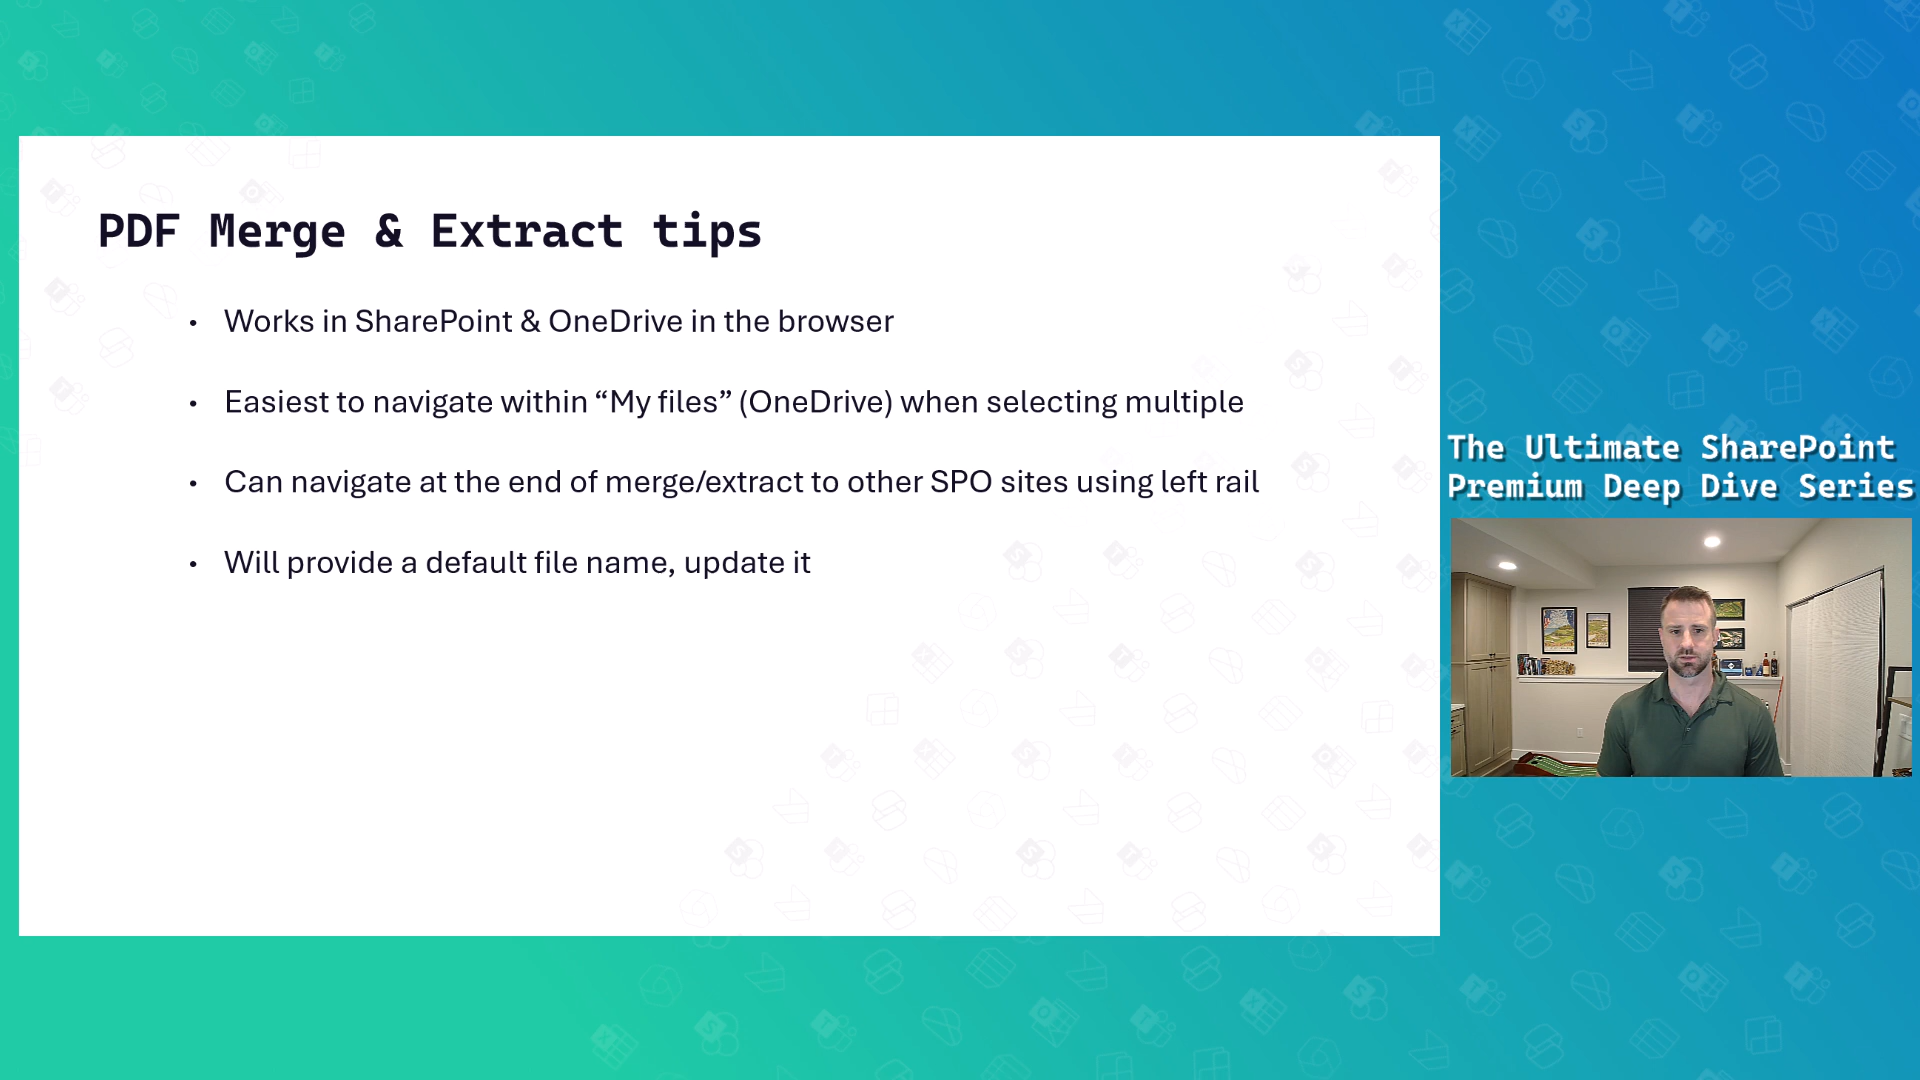 PDF Merge & Extract tips
• Works in SharePoint & OneDrive in the browser
• Easiest to navigate within “My files” (OneDrive) when selecting multiple
• Can navigate at the end of merge/extract to other SPO sites using left rail
• Will provide a default file name, update it
The Ultimate SharePoint
Premium Deep Dive Series